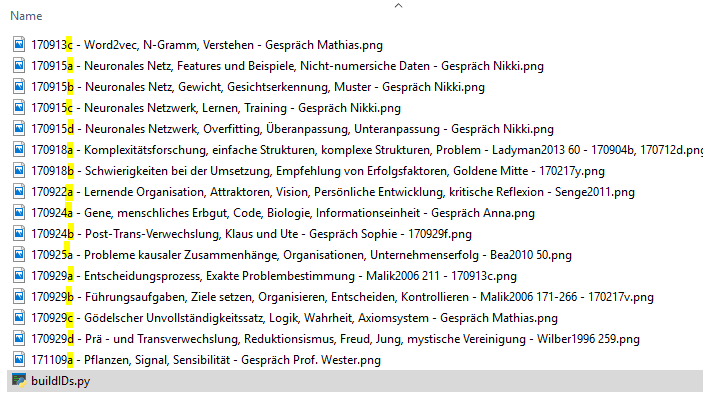 Name
170913c - Word2vec, N-Gramm, Verstehen - Gespräch Mathias.png
170915a - Neuronales Netz, Features und Beispiele, Nicht-numersiche Daten - Gespräch Nikki.png
170915b - Neuronales Netz, Gewicht, Gesichtserkennung, Muster - Gespräch Nikki.png
170915c - Neuronales Netzwerk, Lernen, Training - Gespräch Nikki.png
170915d - Neuronales Netzwerk, Overfitting, Überanpassung, Unteranpassung - Gespräch Nikki.png
170918a - Komplexitätsforschung, einfache Strukturen, komplexe Strukturen, Problem - Ladyman2013 60 - 170904b, 170712d.png
170918b - Schwierigkeiten bei der Umsetzung, Empfehlung von Erfolgsfaktoren, Goldene Mitte - 170217y.png
170922a - Lernende Organisation, Attraktoren, Vision, Persönliche Entwicklung, kritische Reflexion - Senge2011.png
170924a - Gene, menschliches Erbgut, Code, Biologie, Informationseinheit - Gespräch Anna.png
170924b - Post-Trans-Verwechslung, Klaus und Ute - Gespräch Sophie - 170929f.png
170925a - Probleme kausaler Zusammenhänge, Organisationen, Unternehmenserfolg - Bea2010 50.png
170929a - Entscheidungsprozess, Exakte Problembestimmung - Malik2006 211 - 170913c.png
170929b - Führungsaufgaben, Ziele setzen, Organisieren, Entscheiden, Kontrollieren - Malik2006 171-266 - 170217v.png
170929c - Gödelscher Unvollständigkeitssatz, Logik, Wahrheit, Axiomsystem - Gespräch Mathias.png
170929d - Prä - und Transverwechslung, Reduktionsismus, Freud, Jung, mystische Vereinigung - Wilber1996 259.png
171109a - Pflanzen, Signal, Sensibilität - Gespräch Prof. Wester.png
buildIDs.py